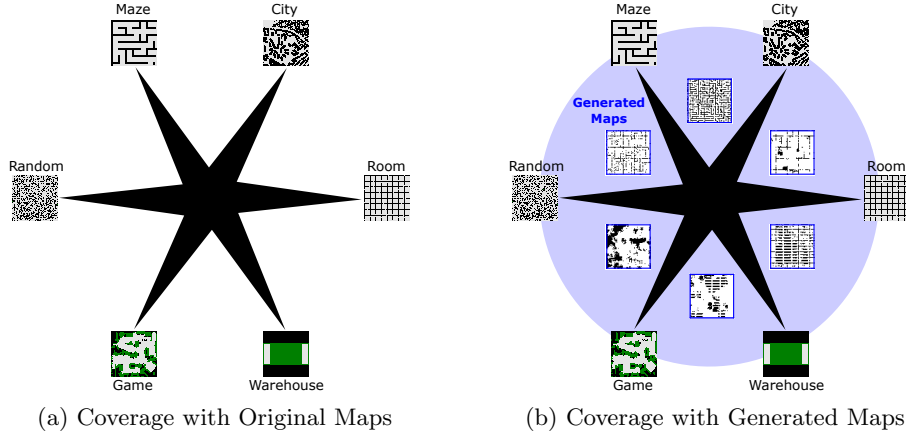 Maze
City
Random
Room
Game
Warehouse
(a) Coverage with Original Maps
Maze
City
Generated
Maps
Random
Room
Game
Warehouse
(b) Coverage with Generated Maps